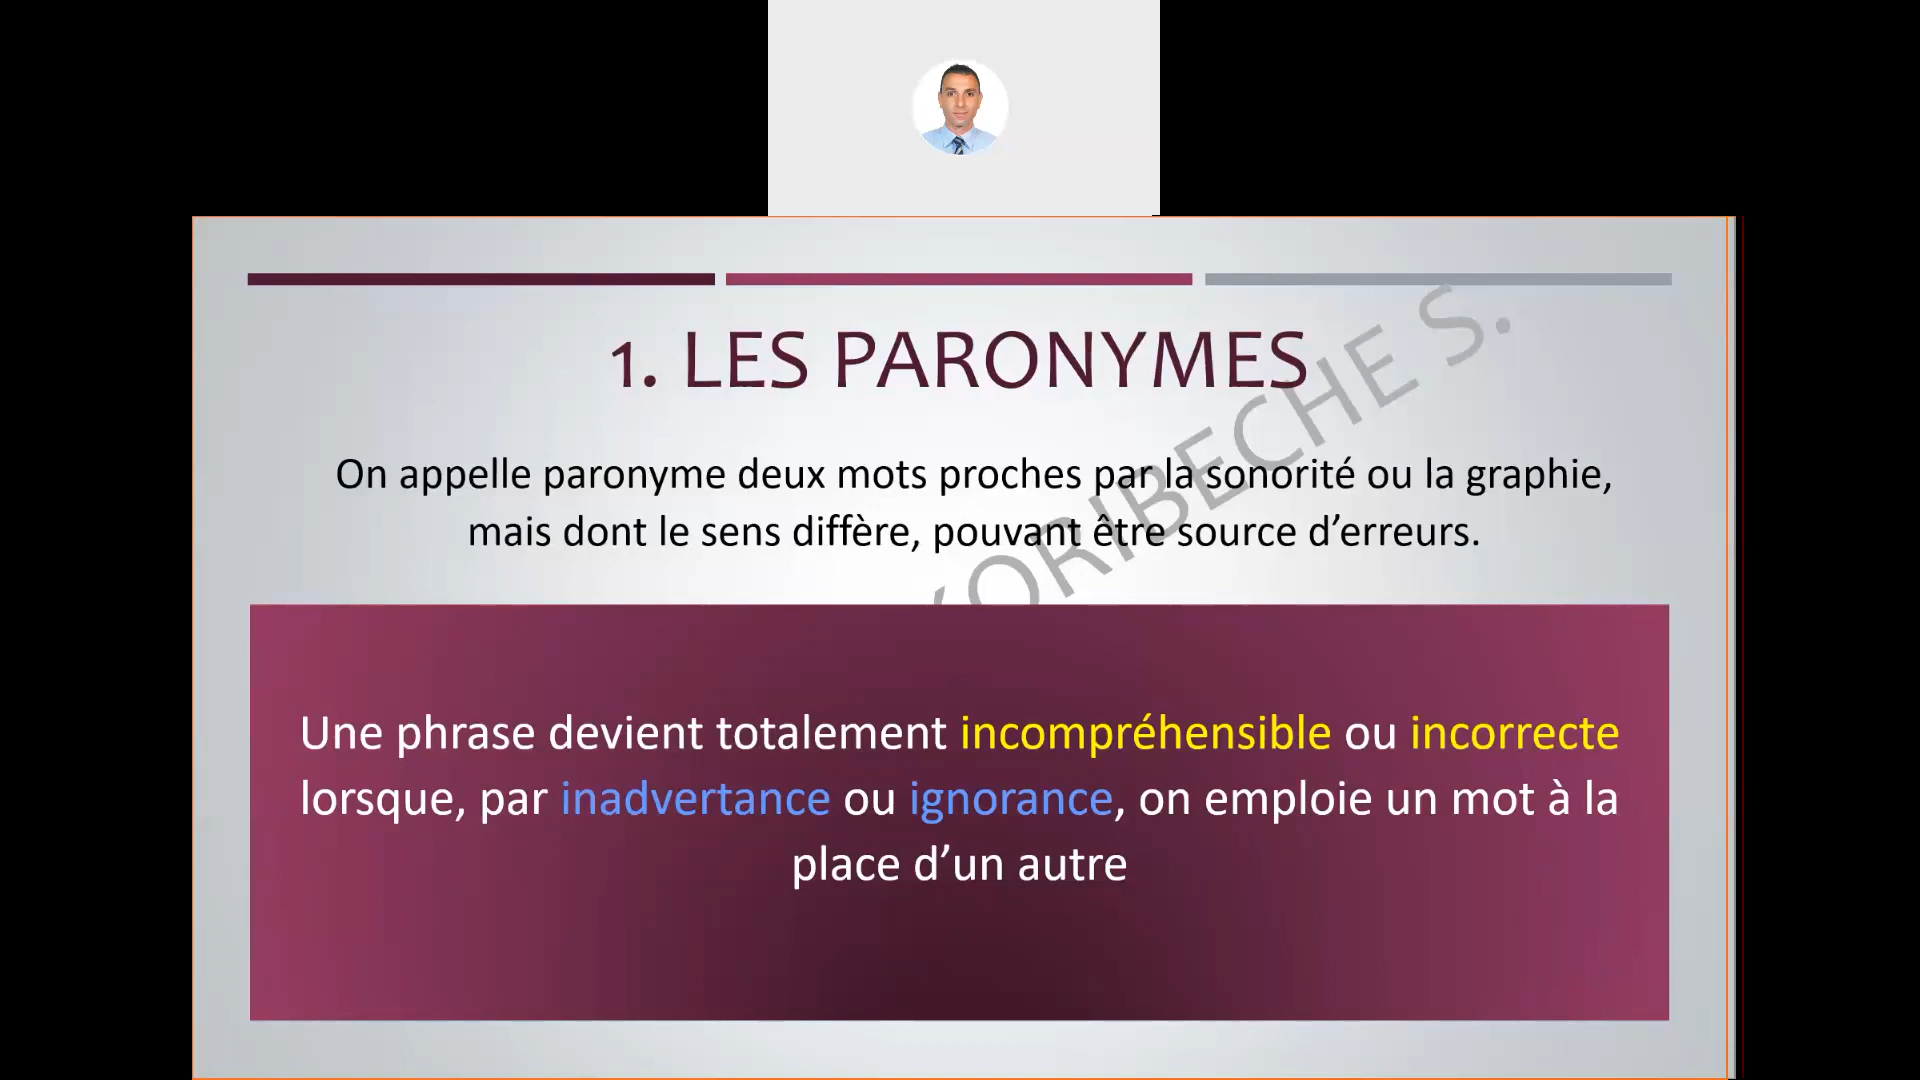 1. LES PARONYMES
On appelle paronyme deux mots proches par la sonorité ou la graphie,
mais dont le sens diffère, pouvant être source d’erreurs.
Une phrase devient totalement incompréhensible ou incorrecte
lorsque, par inadvertance ou ignorance, on emploie un mot à la
place d’un autre